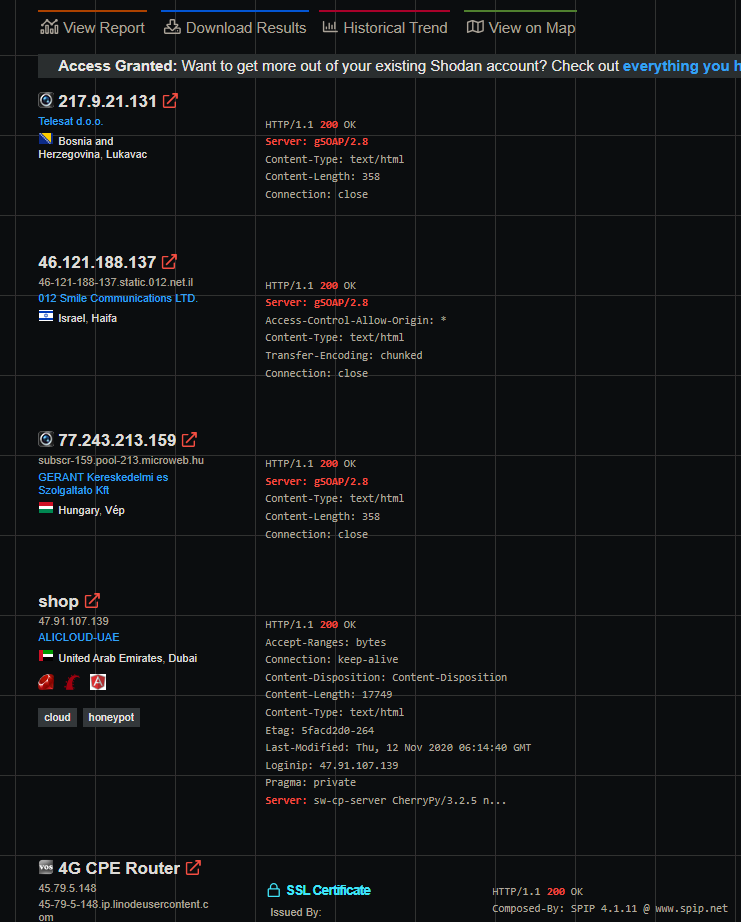 View Report Download Results Historical Trend View on Map
Access Granted: Want to get more out of your existing Shodan account? Check out everything you h
217.9.21.131
Telesat d.o.o.
Bosnia and
Herzegovina, Lukavac
HTTP/1.1 200 OK
Server: gSOAP/2.8
Content-Type: text/html
Content-Length: 358
Connection: close
46.121.188.137
46-121-188-137.static.012.net.il
012 Smile Communications LTD.
Israel, Haifa
HTTP/1.1 200 OK
Server: gSOAP/2.8
Access-Control-Allow-Origin: *
Content-Type: text/html
Transfer-Encoding: chunked
Connection: close
77.243.213.159
subscr-159.pool-213.microweb.hu
GERANT Kereskedelmi es
Szolgaltato Kft
Hungary, Vép
HTTP/1.1 200 OK
Server: gSOAP/2.8
Content-Type: text/html
Content-Length: 358
Connection: close
shop
47.91.107.139
ALICLOUD-UAE
United Arab Emirates, Dubai
cloud honeypot
HTTP/1.1 200 OK
Accept-Ranges: bytes
Connection: keep-alive
Content-Disposition: Content-Disposition
Content-Length: 17749
Content-Type: text/html
Etag: 5facd2d0-264
Last-Modified: Thu, 12 Nov 2020 06:14:40 GMT
Loginip: 47.91.107.139
Pragma: private
Server: sw-cp-server CherryPy/3.2.5 n...
VOS 4G CPE Router
45.79.5.148
45-79-5-148.ip.linodeusercontent.c
om
SSL Certificate
Issued By:
HTTP/1.1 200 OK
Composed-By: SPIP 4.1.11 @ www.spip.net